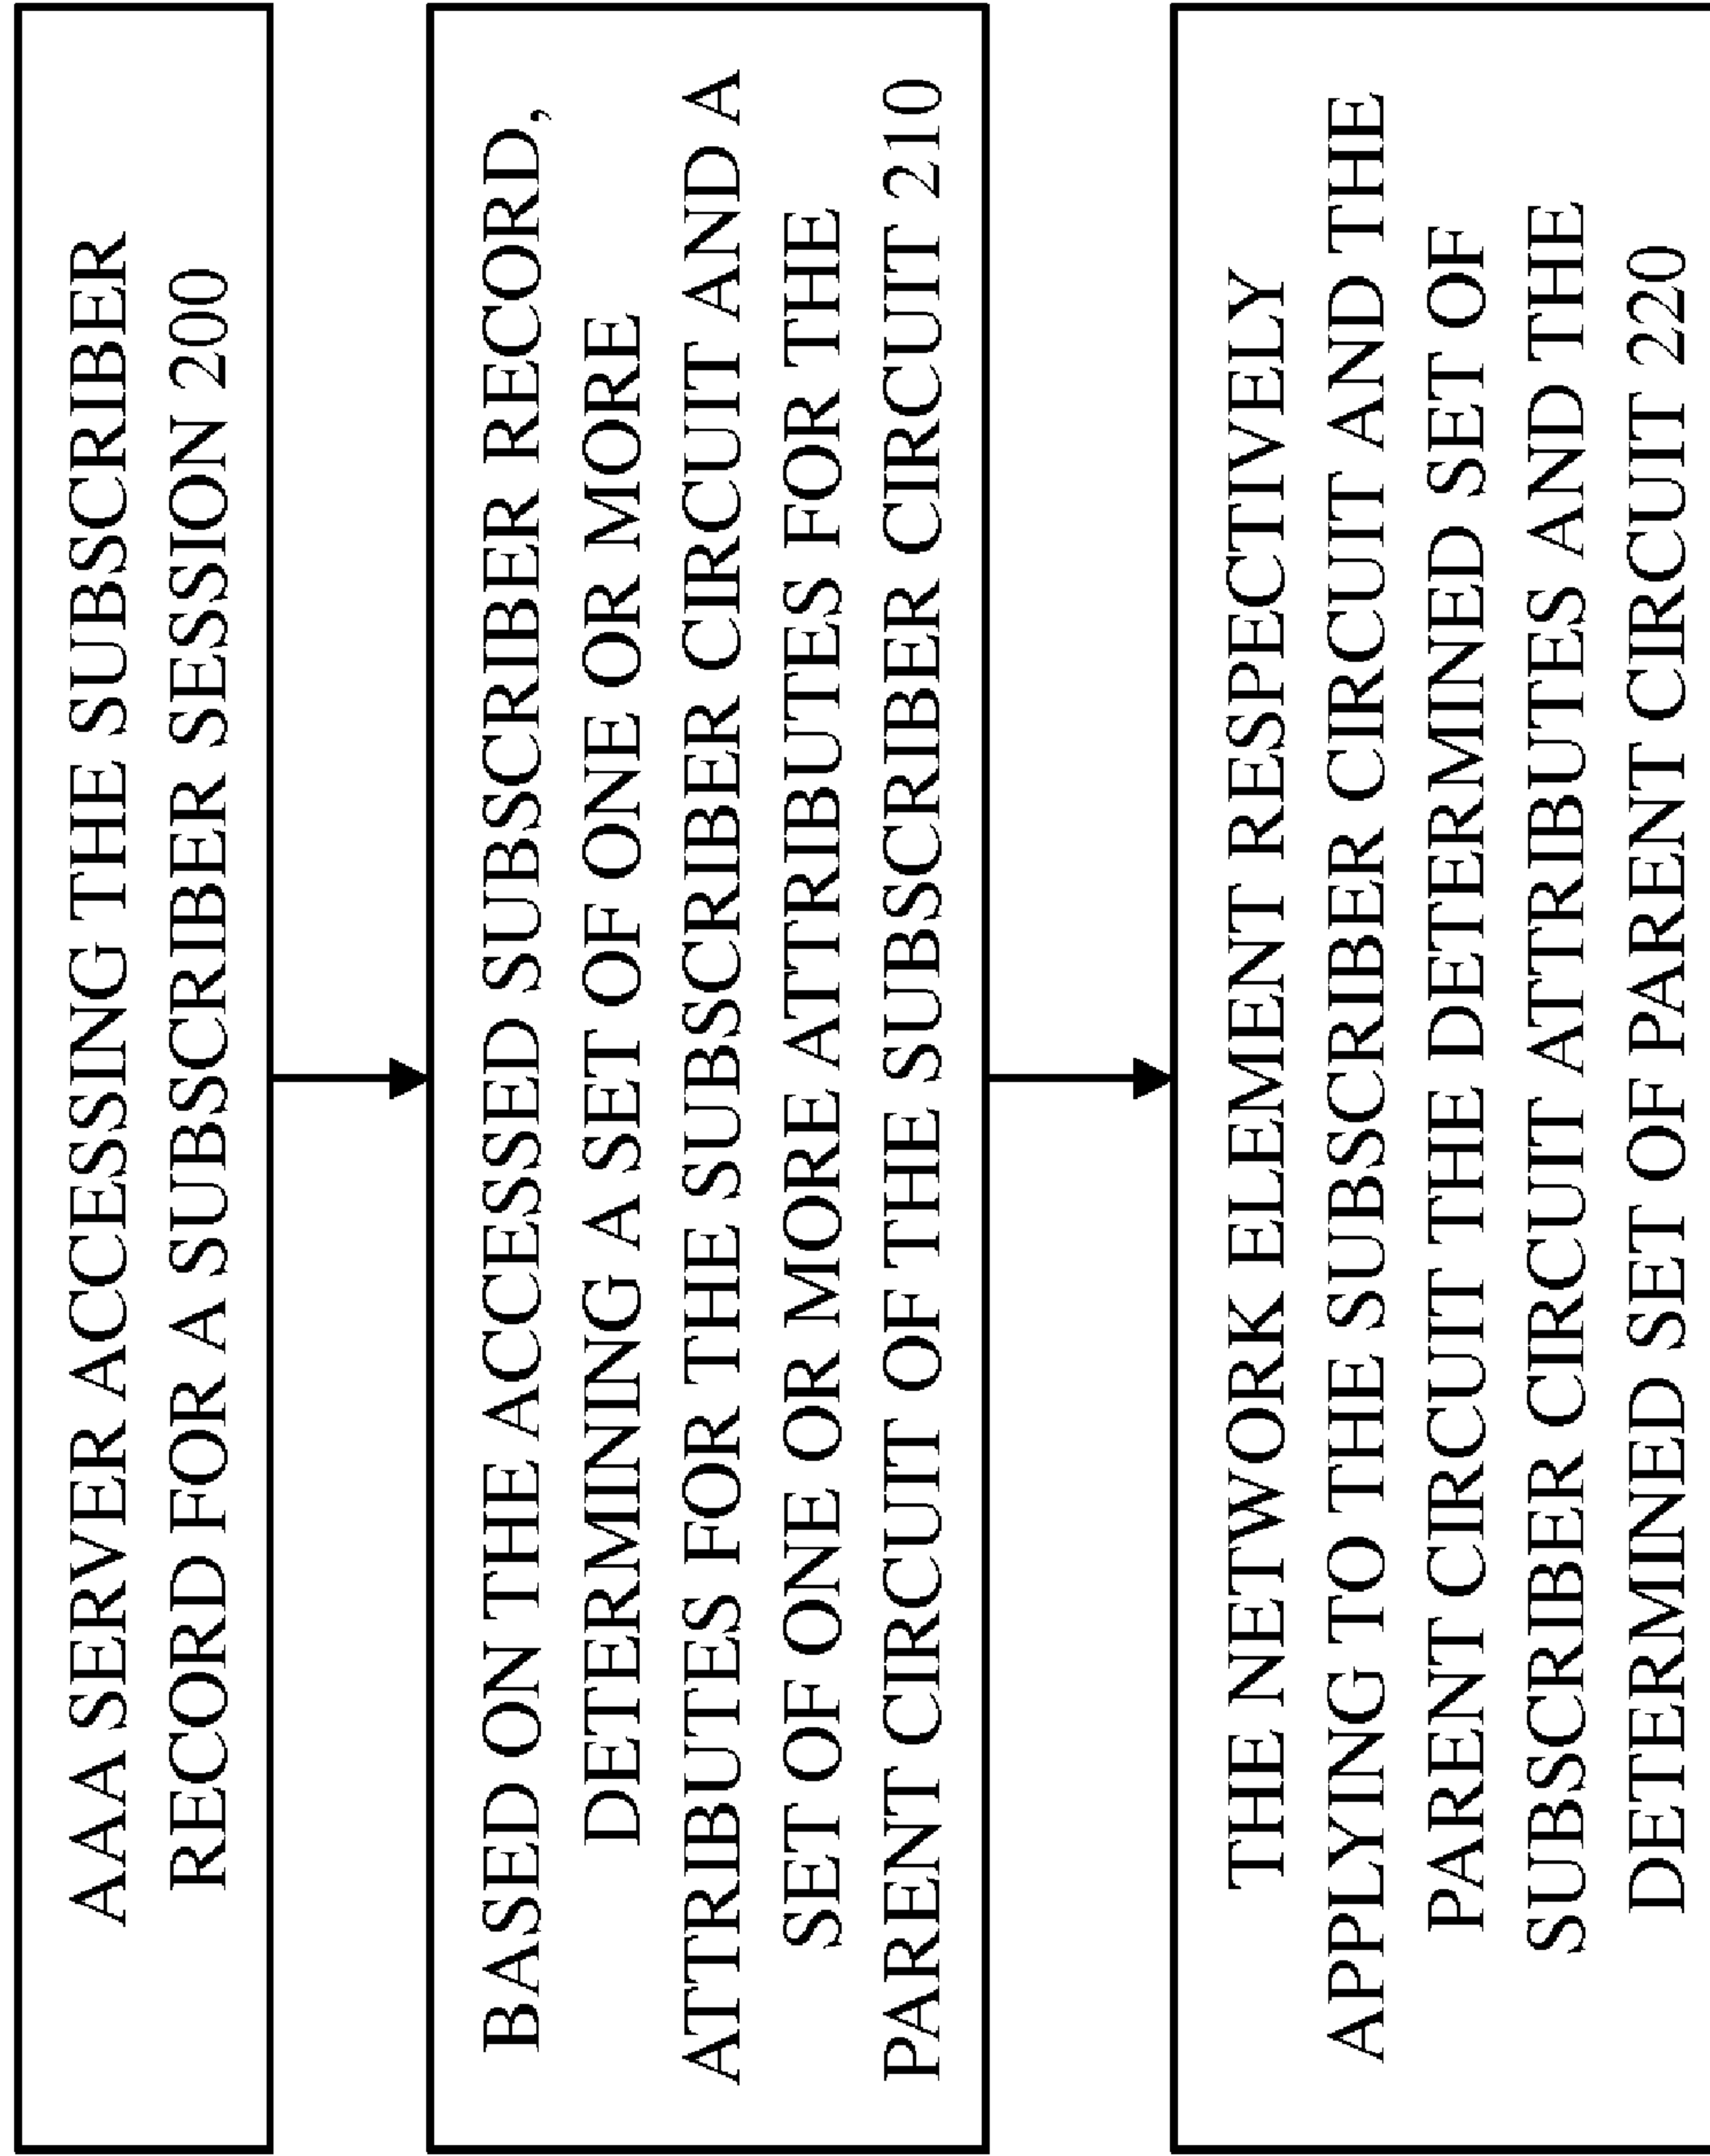 AAA SERVER ACCESSING THE SUBSCRIBER
RECORD FOR A SUBSCRIBER SESSION 200
BASED ON THE ACCESSED SUBSCRIBER RECORD,
DETERMINING A SET OF ONE OR MORE
ATTRIBUTES FOR THE SUBSCRIBER CIRCUIT AND A
SET OF ONE OR MORE ATTRIBUTES FOR THE
PARENT CIRCUIT OF THE SUBSCRIBER CIRCUIT 210
THE NETWORK ELEMENT RESPECTIVELY
APPLYING TO THE SUBSCRIBER CIRCUIT AND THE
PARENT CIRCUIT THE DETERMINED SET OF
SUBSCRIBER CIRCUIT ATTRIBUTES AND THE
DETERMINED SET OF PARENT CIRCUIT 220